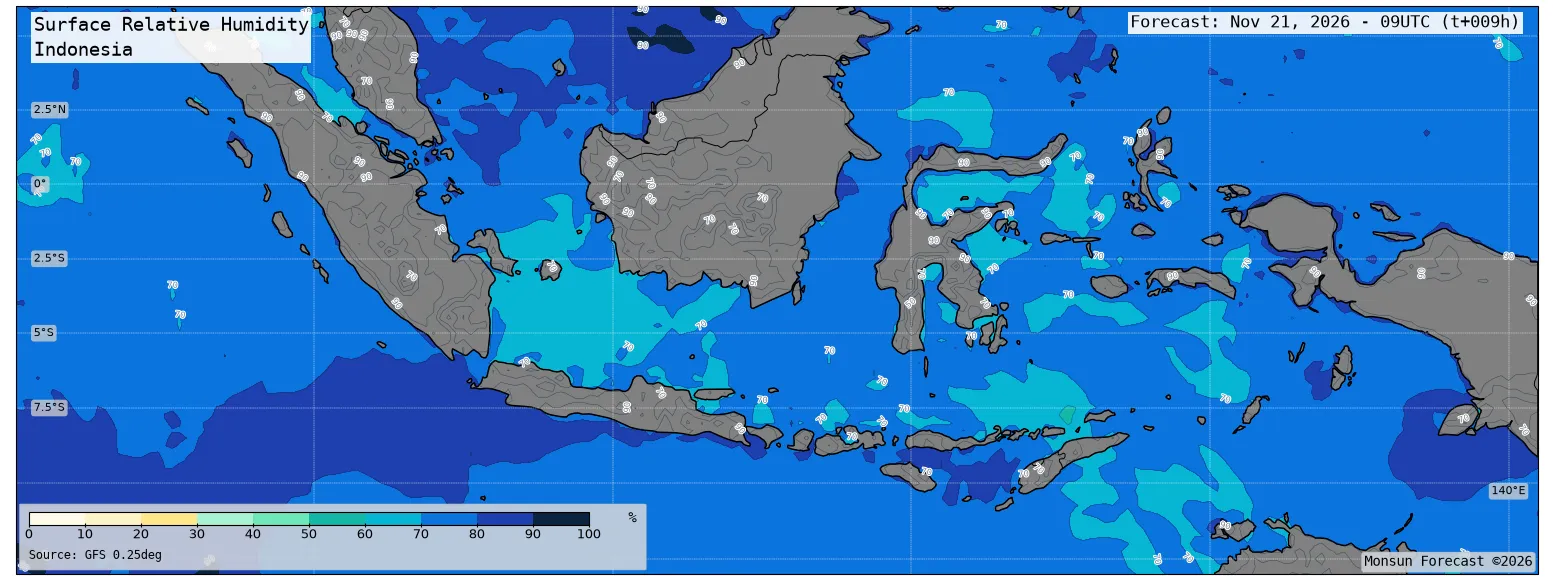 Surface Relative Humidity
Indonesia
Forecast: Nov 21, 2026 - 09UTC (t+009h)
2.5°N
0°
2.5°S
5°S
7.5°S
140°E
%
0 10 20 30 40 50 60 70 80 90 100
Source: GFS 0.25deg
Monsun Forecast ©2026